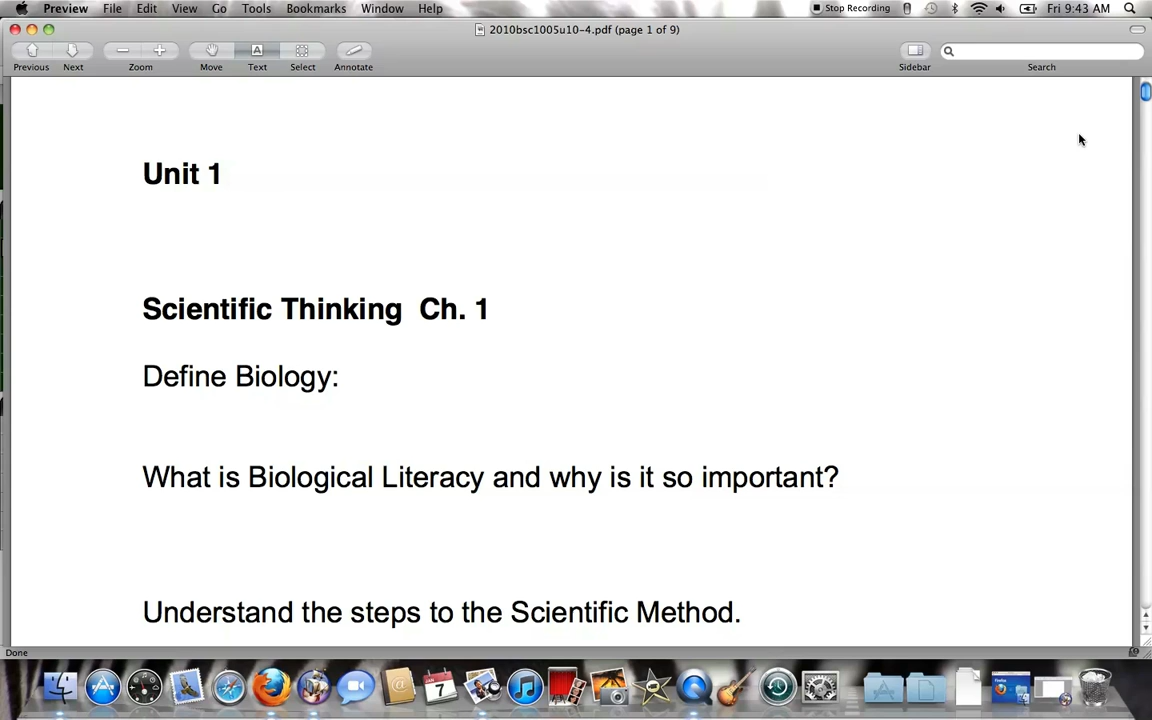 Preview File Edit View Go Tools Bookmarks Window Help Stop Recording Fri 9:43 AM
2010bsc1005u10-4.pdf (page 1 of 9)
Previous Next Zoom Move Text Select Annotate Sidebar Search
Unit 1
Scientific Thinking Ch. 1
Define Biology:
What is Biological Literacy and why is it so important?
Understand the steps to the Scientific Method.
Done
JAN
7